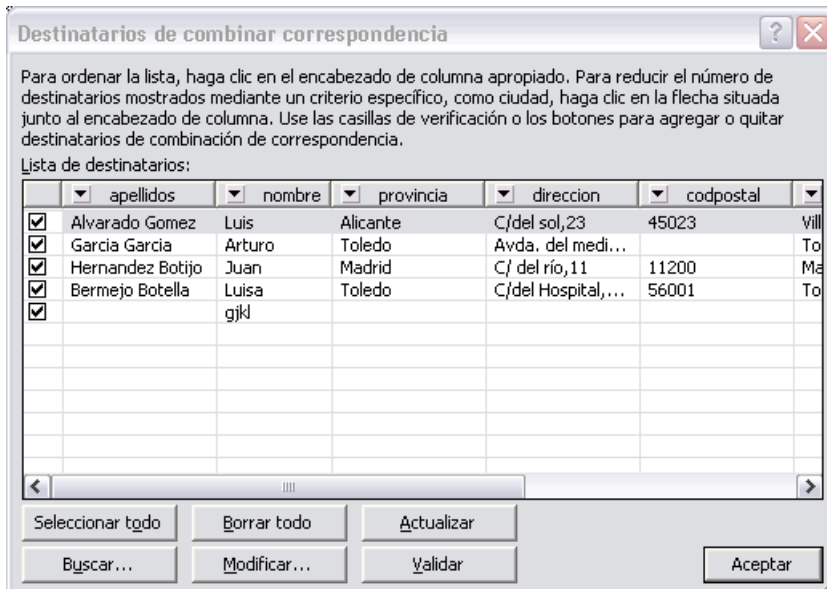 Destinatarios de combinar correspondencia
Para ordenar la lista, haga clic en el encabezado de columna apropiado. Para reducir el número de
destinatarios mostrados mediante un criterio específico, como ciudad, haga clic en la flecha situada
junto al encabezado de columna. Use las casillas de verificación o los botones para agregar o quitar
destinatarios de combinación de correspondencia.
Lista de destinatarios:
apellidos nombre provincia direccion codpostal
Alvarado Gomez Luis Alicante C/del sol,23 45023 Vill
Garcia Garcia Arturo Toledo Avda. del medi... To
Hernandez Botijo Juan Madrid C/ del río,11 11200 Ma
Bermejo Botella Luisa Toledo C/del Hospital,... 56001 To
gjkl
Seleccionar todo Borrar todo Actualizar
Buscar... Modificar... Validar Aceptar